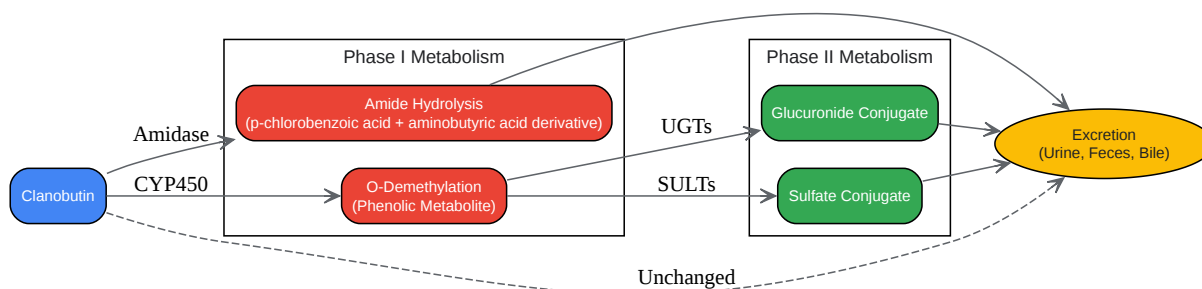 Phase I Metabolism
Phase II Metabolism
Amide Hydrolysis
(p-chlorobenzoic acid + aminobutyric acid derivative)
Glucuronide Conjugate
Amidase
UGTs
Excretion
(Urine, Feces, Bile)
Clanobutin
CYP450
O-Demethylation
(Phenolic Metabolite)
SULTs
Sulfate Conjugate
Unchanged